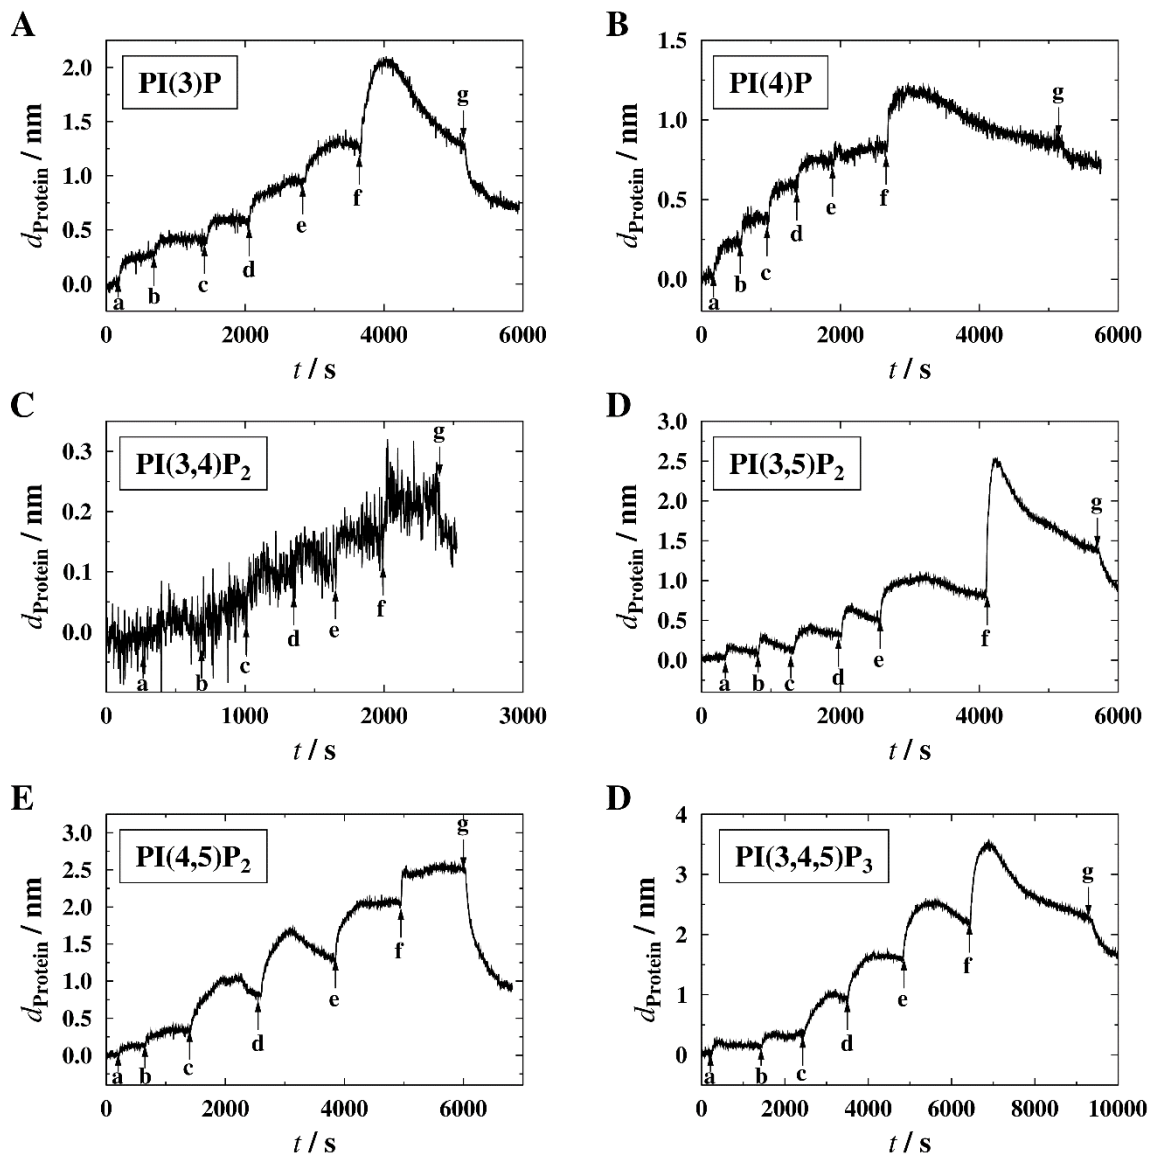 A
PI(3)P
d_Protein / nm
2.0
1.5
1.0
0.5
0.0
a
b
c
d
e
f
g
0
2000
4000
6000
t / s
B
PI(4)P
d_Protein / nm
1.5
1.0
0.5
0.0
a
b
c
d
e
f
g
0
2000
4000
6000
t / s
C
PI(3,4)P₂
d_Protein / nm
0.3
0.2
0.1
0.0
a
b
c
d
e
f
g
0
1000
2000
3000
t / s
D
PI(3,5)P₂
d_Protein / nm
3.0
2.5
2.0
1.5
1.0
0.5
0.0
a
b
c
d
e
f
g
0
2000
4000
6000
t / s
E
PI(4,5)P₂
d_Protein / nm
3.0
2.5
2.0
1.5
1.0
0.5
0.0
a
b
c
d
e
f
g
0
2000
4000
6000
t / s
D
PI(3,4,5)P₃
d_Protein / nm
4
3
2
1
0
a
b
c
d
e
f
g
0
2000
4000
6000
8000
10000
t / s